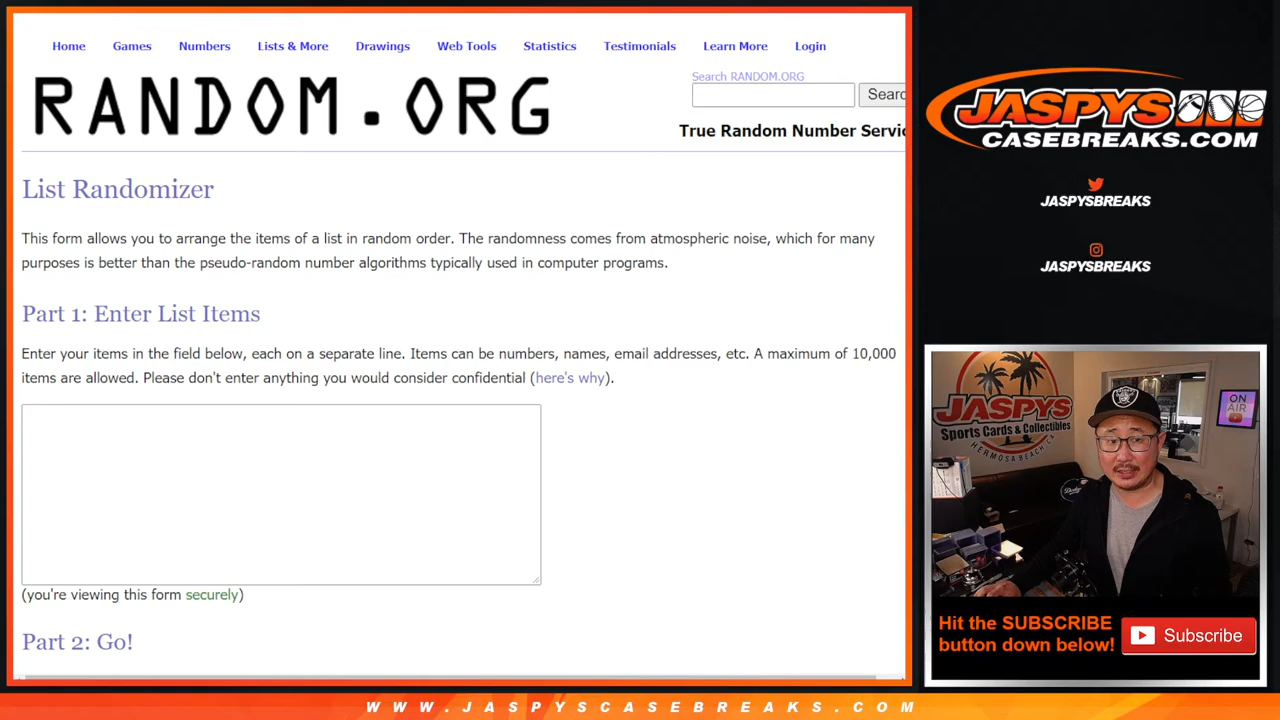 Home Games Numbers Lists & More Drawings Web Tools Statistics Testimonials Learn More Login
RANDOM.ORG
Search RANDOM.ORG
Searc
True Random Number Servic
List Randomizer
This form allows you to arrange the items of a list in random order. The randomness comes from atmospheric noise, which for many
purposes is better than the pseudo-random number algorithms typically used in computer programs.
Part 1: Enter List Items
Enter your items in the field below, each on a separate line. Items can be numbers, names, email addresses, etc. A maximum of 10,000
items are allowed. Please don't enter anything you would consider confidential (here's why).
(you're viewing this form securely)
Part 2: Go!
JASPYS
CASEBREAKS.COM
JASPYSBREAKS
JASPYSBREAKS
JASPYS
Sports Cards & Collectibles
HERMOSA BEACH, CA
ON
AIR
Dodgers
Hit the SUBSCRIBE
button down below!
Subscribe
WWW.JASPYSCASEBREAKS.COM